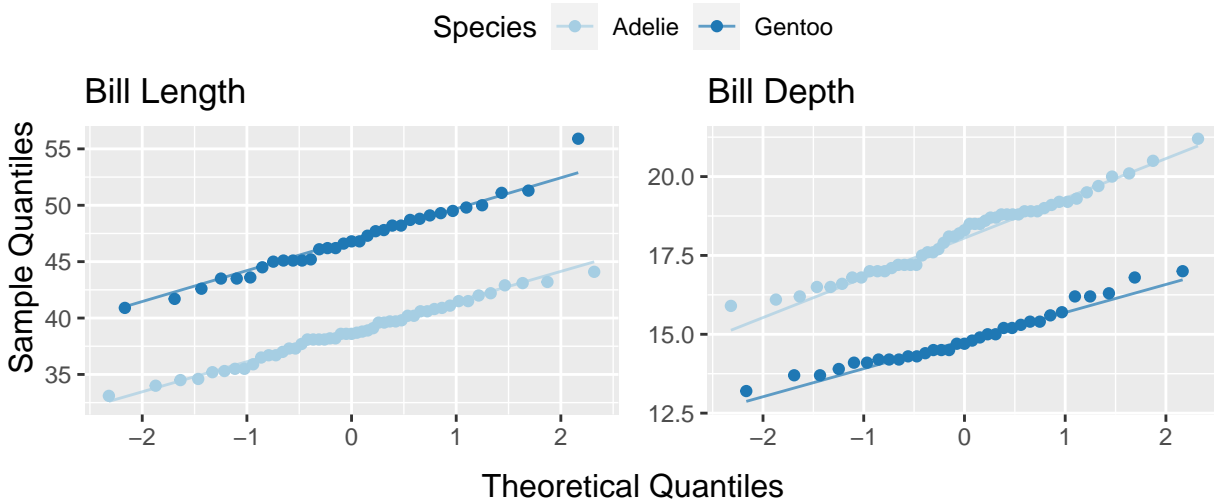 Species Adelie Gentoo
Bill Length
Bill Depth
Sample Quantiles
55
50
45
40
35
−2 −1 0 1 2
20.0
17.5
15.0
12.5
−2 −1 0 1 2
Theoretical Quantiles